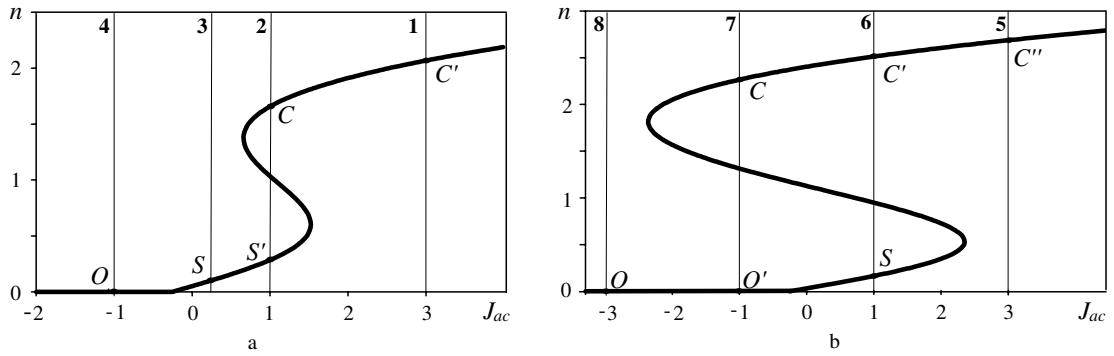 n 4 3 2 1 n 8 7 6 5
2 C' C C' C''
C 2
1 1
O S S' S
0 0 O O'
-2 -1 0 1 2 3 J_ac -3 -2 -1 0 1 2 3 J_ac
a b